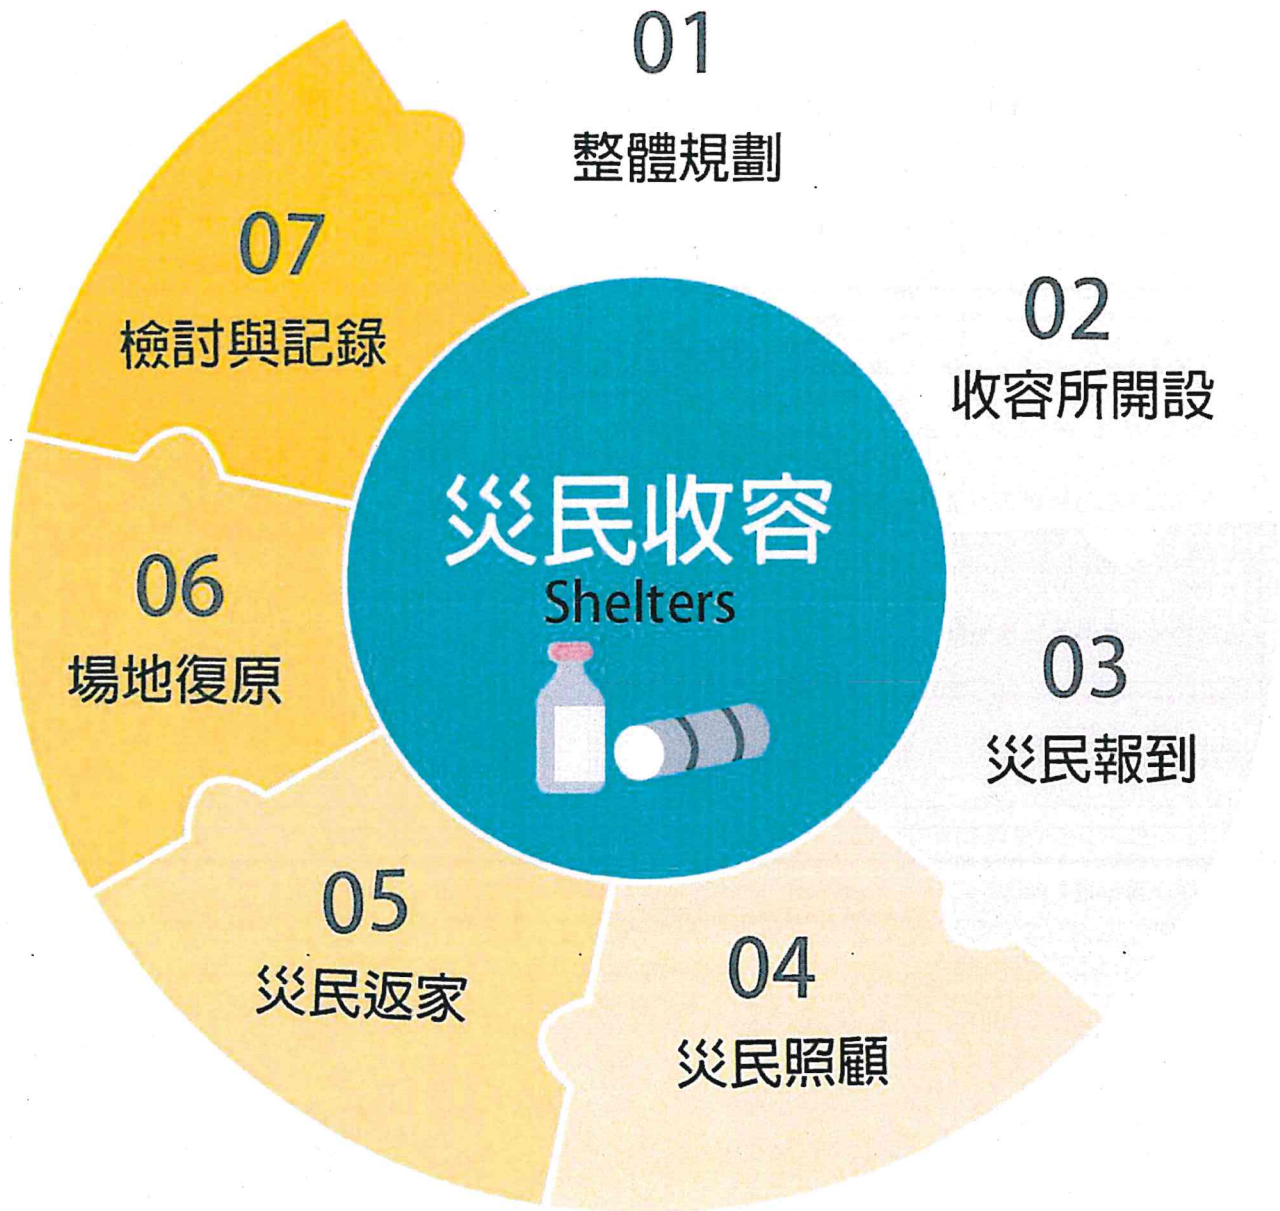 01
整體規劃
02
收容所開設
03
災民報到
04
災民照顧
05
災民返家
06
場地復原
07
檢討與記錄
災民收容
Shelters